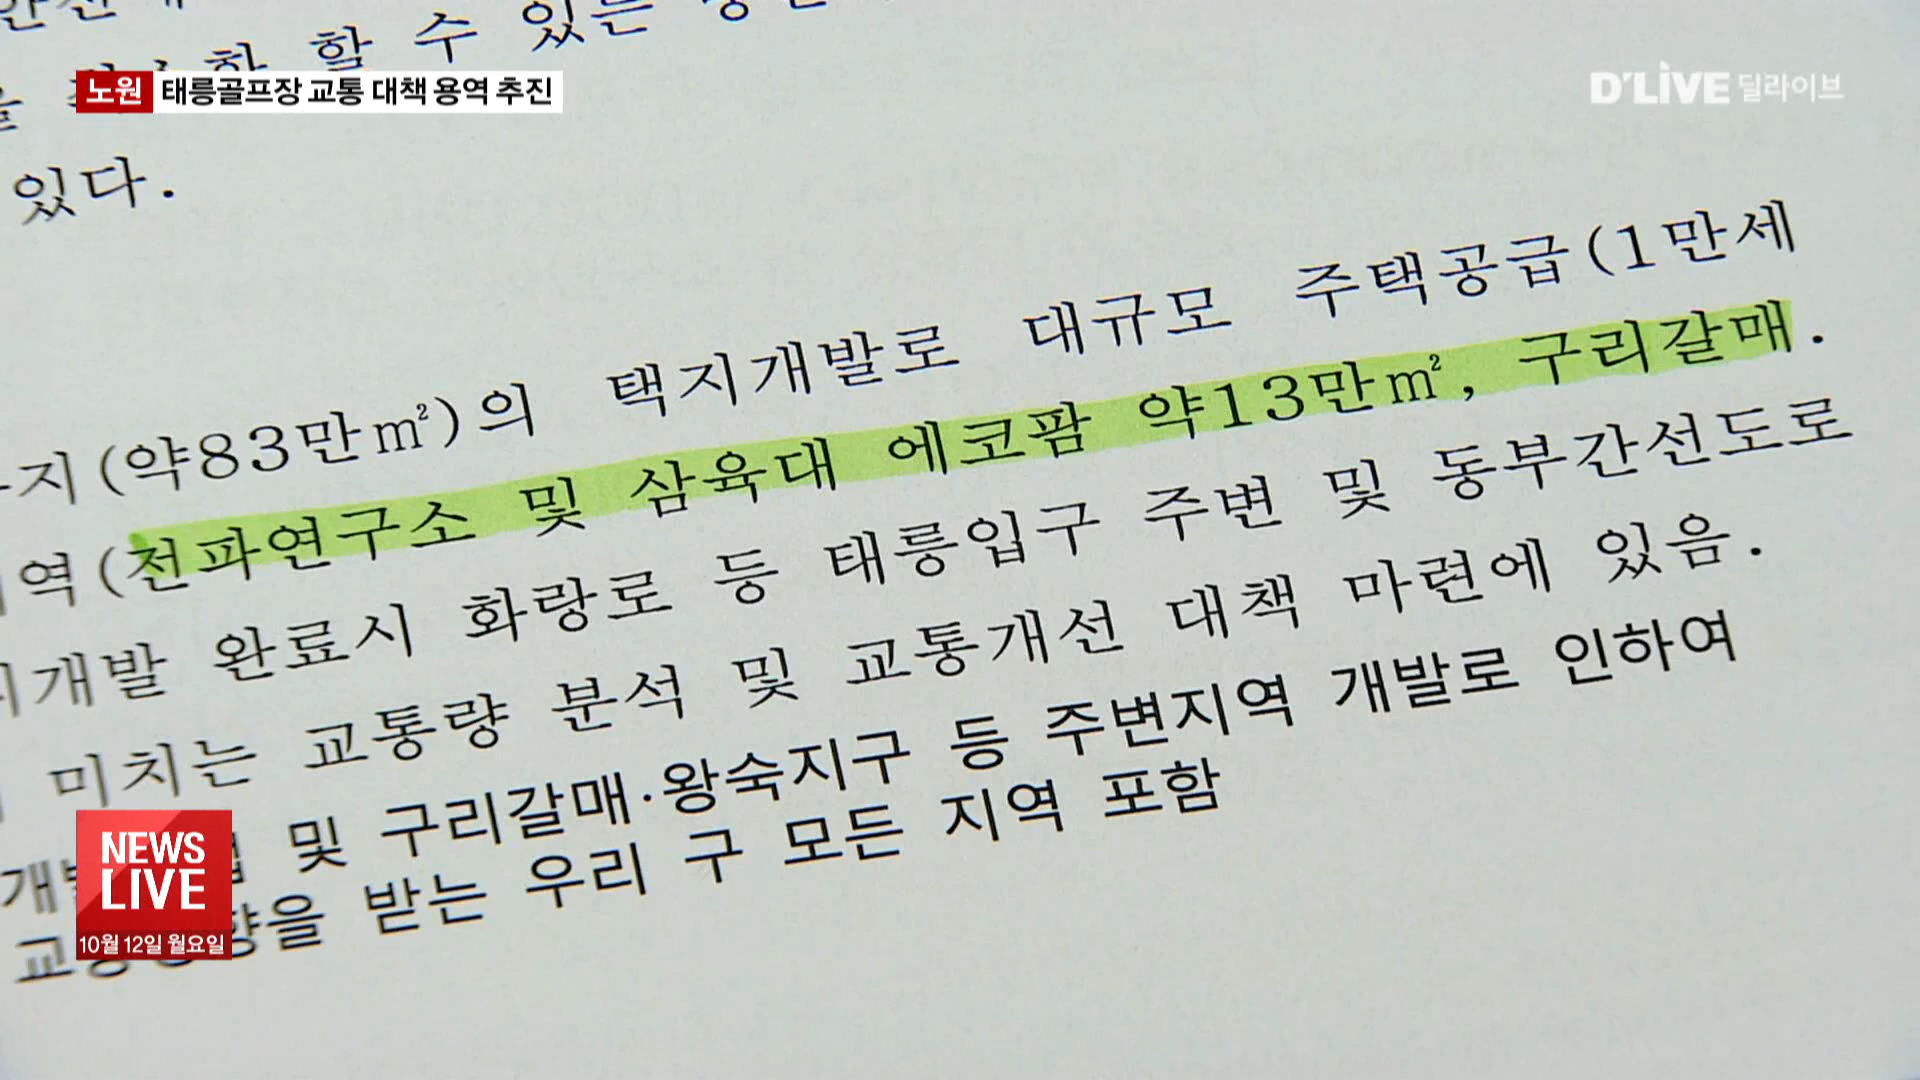 할 수 있는
노원 태릉골프장 교통 대책 용역 추진
D'LIVE 딜라이브
있다.
지(약83만㎡)의 택지개발로 대규모 주택공급(1만세
역(전파연구소 및 삼육대 에코팜 약13만㎡, 구리갈매.
개발 완료시 화랑로 등 태릉입구 주변 및 동부간선도로
미치는 교통량 분석 및 교통개선 대책 마련에 있음.
및 구리갈매·왕숙지구 등 주변지역 개발로 인하여
받는 우리 구 모든 지역 포함
NEWS
LIVE
10월 12일 월요일